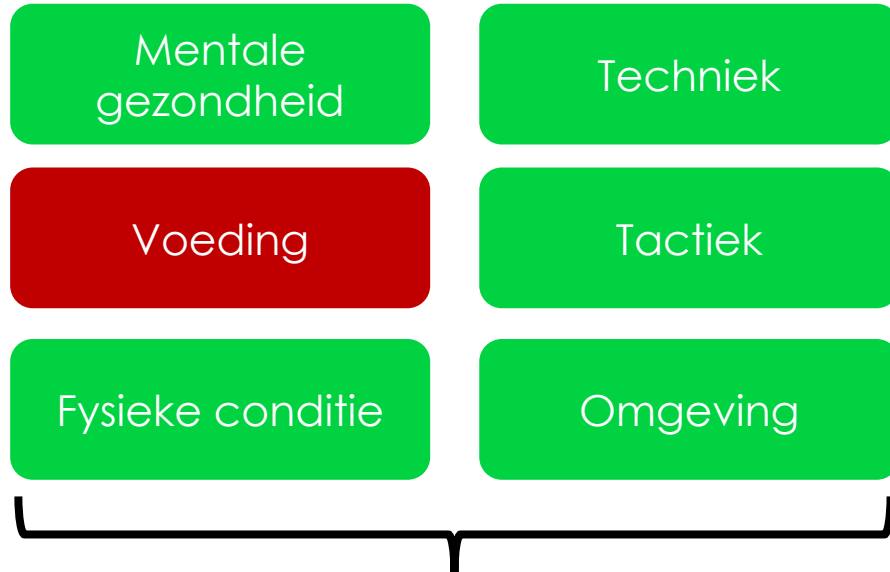 Mentale
gezondheid
Techniek
Voeding
Tactiek
Fysieke conditie
Omgeving